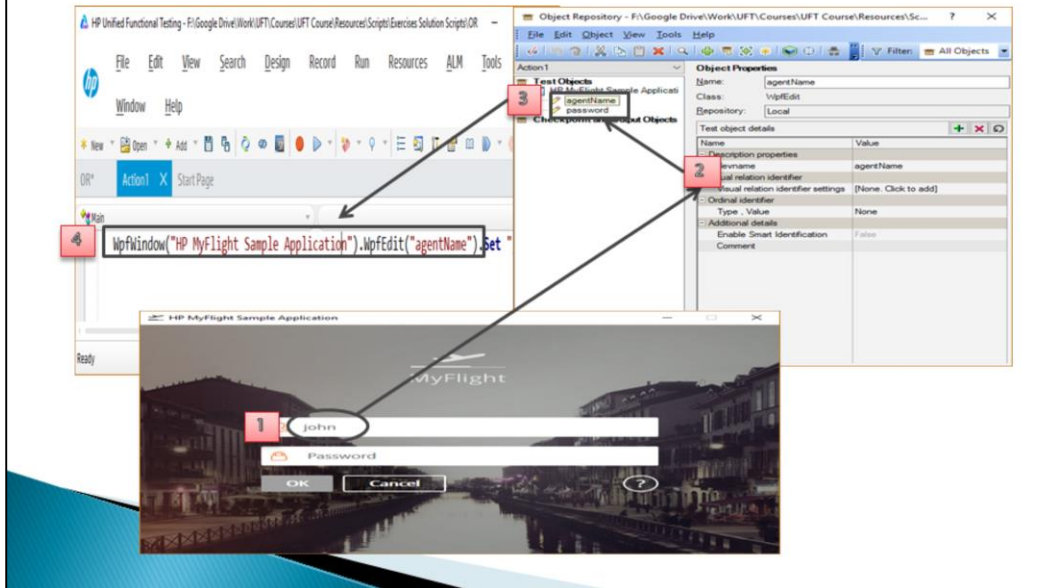 HP Unified Functional Testing - F:\Google Drive\Work\UFT\Courses\UFT Course\Resources\Scripts\Exercises Solution Scripts\OR
File Edit View Search Design Record Run Resources ALM Tools
Window Help
New Open Add
OR* Action1 X Start Page
Main
4
WpfWindow("HP MyFlight Sample Application").WpfEdit("agentName").Set "
Ready
Object Repository - F:\Google Drive\Work\UFT\Courses\UFT Course\Resources\Sc...
File Edit Object View Tools Help
Filter: All Objects
Action1
Test Objects
HP MyFlight Sample Applicati
3
agentName
password
Checkpoint and Output Objects
Object Properties
Name: agentName
Class: WpfEdit
Repository: Local
Test object details
Name Value
Description properties
2
devname agentName
Visual relation identifier
Visual relation identifier settings [None. Click to add]
Ordinal identifier
Type , Value None
Additional details
Enable Smart Identification False
Comment
HP MyFlight Sample Application
MyFlight
1
john
Password
OK Cancel ?